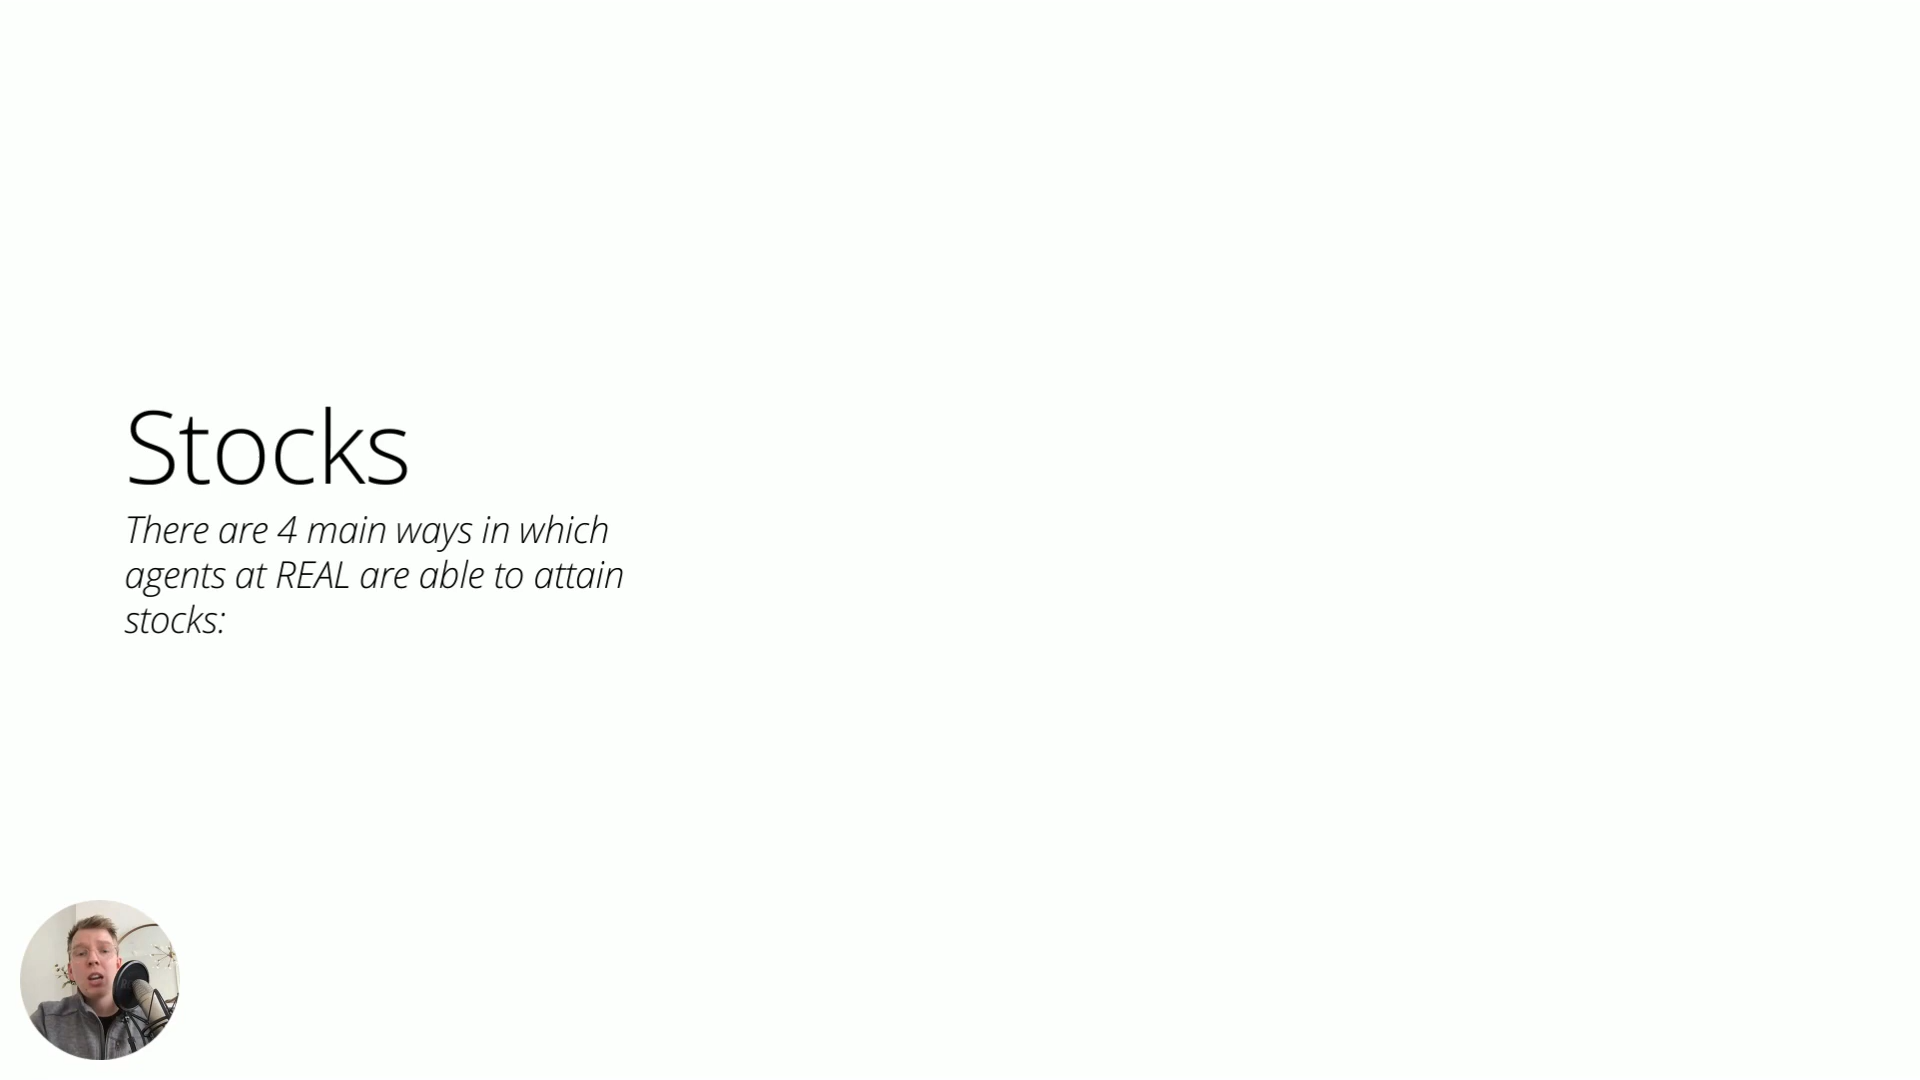 Stocks
There are 4 main ways in which
agents at REAL are able to attain
stocks: